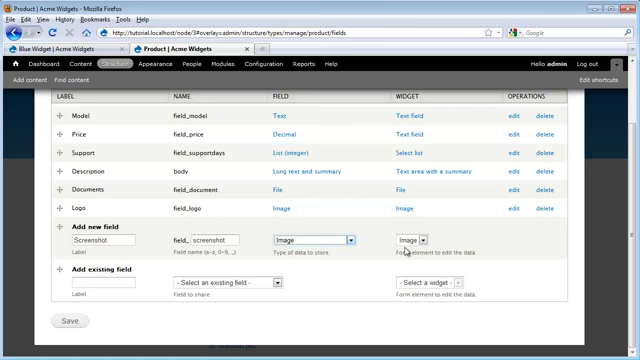 Product | Acme Widgets - Mozilla Firefox
File Edit View History Bookmarks Tools Help
http://tutorial.localhost/node/3#overlay=admin/structure/types/manage/product/fields
Google
Blue Widget | Acme Widgets
Product | Acme Widgets
Dashboard Content Structure Appearance People Modules Configuration Reports Help
Hello admin Log out
Add content Find content
Edit shortcuts
LABEL NAME FIELD WIDGET OPERATIONS
Model field_model Text Text field edit delete
Price field_price Decimal Text field edit delete
Support field_supportdays List (integer) Select list edit delete
Description body Long text and summary Text area with a summary edit delete
Documents field_document File File edit delete
Logo field_logo Image Image edit delete
Add new field
Screenshot field_ screenshot Image Image
Label Field name (a-z, 0-9, _) Type of data to store. Form element to edit the data.
Add existing field
- Select an existing field - - Select a widget -
Label Field to share Form element to edit the data.
Save